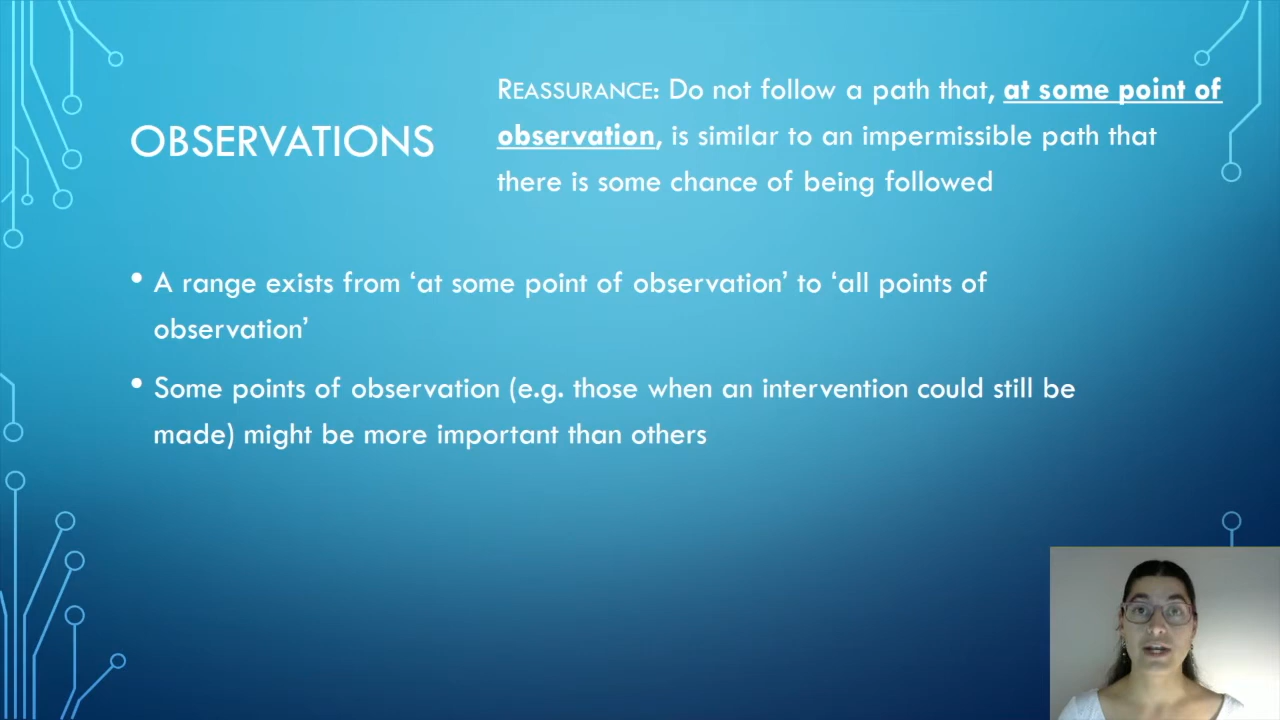 OBSERVATIONS
REASSURANCE: Do not follow a path that, at some point of
observation, is similar to an impermissible path that
there is some chance of being followed
• A range exists from ‘at some point of observation’ to ‘all points of
observation’
• Some points of observation (e.g. those when an intervention could still be
made) might be more important than others